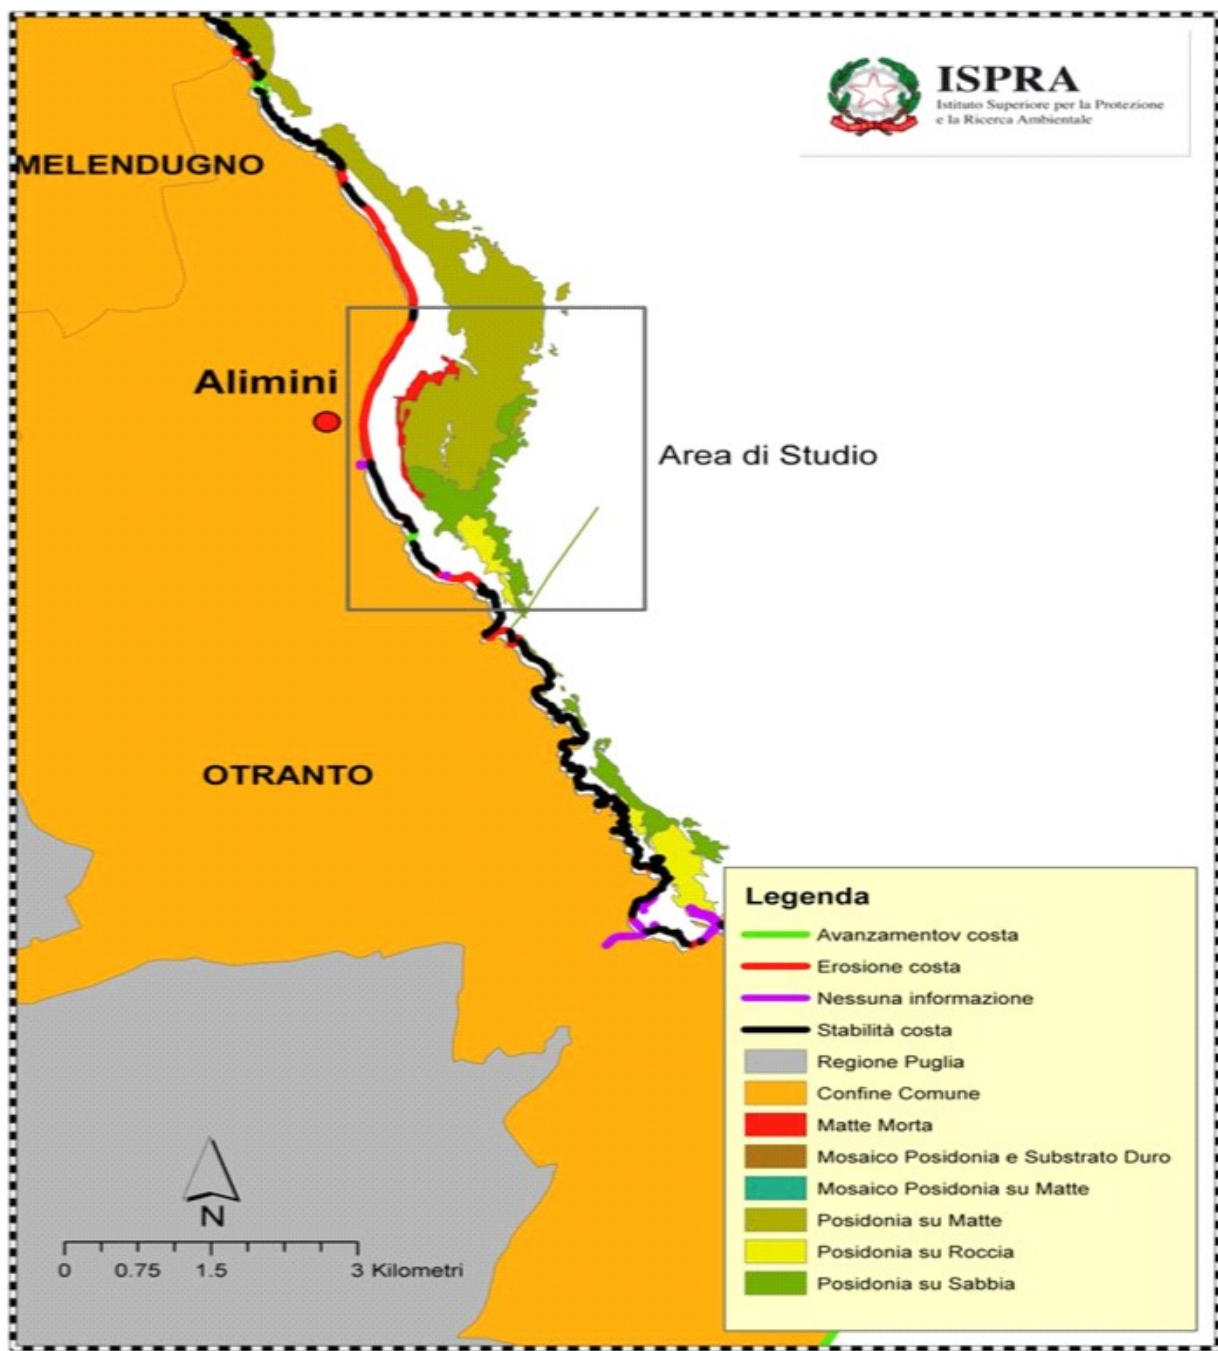 ISPRA
Istituto Superiore per la Protezione
e la Ricerca Ambientale
MELENDUGNO
Alimini
Area di Studio
OTRANTO
Legenda
Avanzamentov costa
Erosione costa
Nessuna informazione
Stabilità costa
Regione Puglia
Confine Comune
Matte Morta
Mosaico Posidonia e Substrato Duro
Mosaico Posidonia su Matte
Posidonia su Matte
Posidonia su Roccia
Posidonia su Sabbia
N
0 0.75 1.5 3 Kilometri